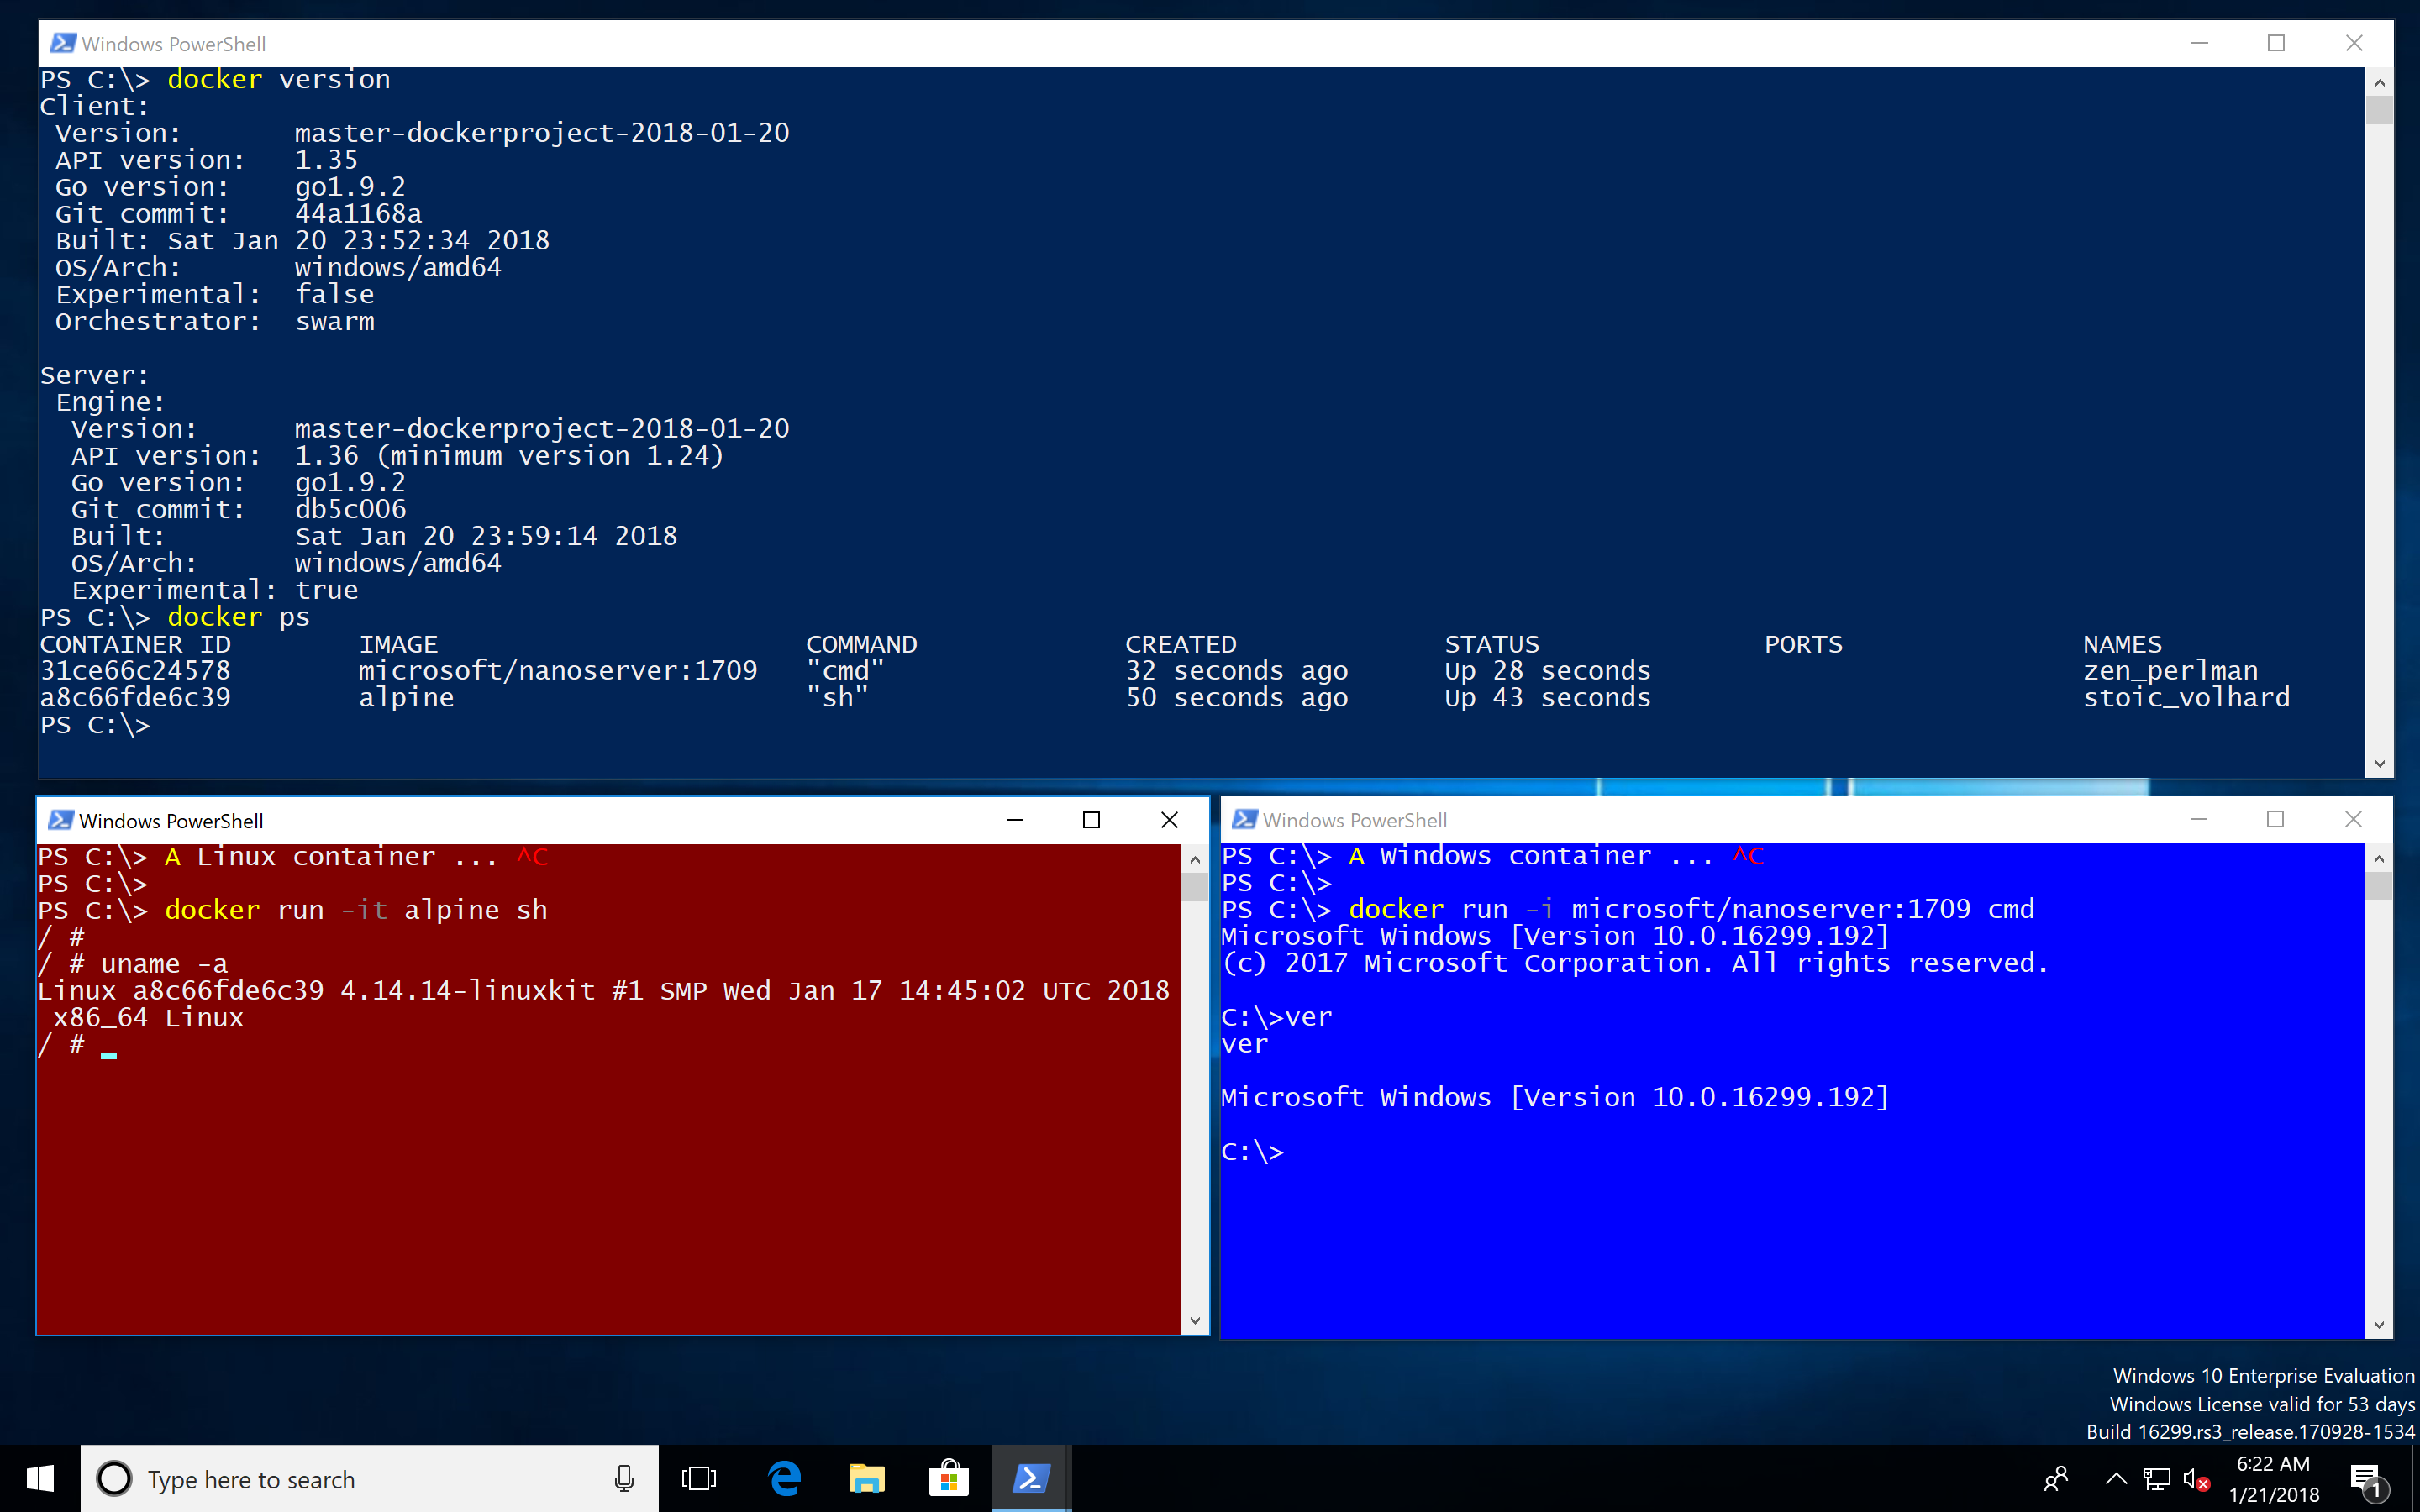 Windows PowerShell
PS C:\> docker version
Client:
 Version:       master-dockerproject-2018-01-20
 API version:   1.35
 Go version:    go1.9.2
 Git commit:    44a1168a
 Built: Sat Jan 20 23:52:34 2018
 OS/Arch:       windows/amd64
 Experimental:  false
 Orchestrator:  swarm
Server:
 Engine:
  Version:      master-dockerproject-2018-01-20
  API version:  1.36 (minimum version 1.24)
  Go version:   go1.9.2
  Git commit:   db5c006
  Built:        Sat Jan 20 23:59:14 2018
  OS/Arch:      windows/amd64
  Experimental: true
PS C:\> docker ps
CONTAINER ID        IMAGE                       COMMAND             CREATED             STATUS              PORTS               NAMES
31ce66c24578        microsoft/nanoserver:1709   "cmd"               32 seconds ago      Up 28 seconds                           zen_perlman
a8c66fde6c39        alpine                      "sh"                50 seconds ago      Up 43 seconds                           stoic_volhard
PS C:\>
Windows PowerShell
PS C:\> A Linux container ... ^C
PS C:\>
PS C:\> docker run -it alpine sh
/ #
/ # uname -a
Linux a8c66fde6c39 4.14.14-linuxkit #1 SMP Wed Jan 17 14:45:02 UTC 2018
 x86_64 Linux
/ #
Windows PowerShell
PS C:\> A Windows container ... ^C
PS C:\>
PS C:\> docker run -i microsoft/nanoserver:1709 cmd
Microsoft Windows [Version 10.0.16299.192]
(c) 2017 Microsoft Corporation. All rights reserved.
C:\>ver
ver
Microsoft Windows [Version 10.0.16299.192]
C:\>
Windows 10 Enterprise Evaluation
Windows License valid for 53 days
Build 16299.rs3_release.170928-1534
Type here to search
6:22 AM
1/21/2018
1